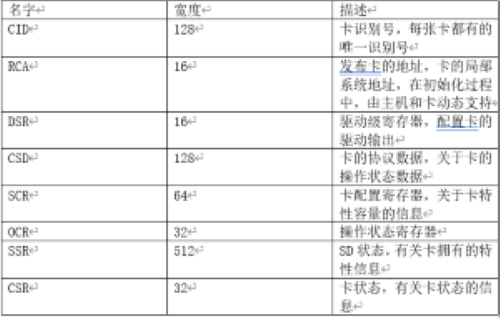 名字 宽度 描述
CID 128 卡识别号，每张卡都有的
唯一识别号
RCA 16 发布卡的地址，卡的局部
系统地址，在初始化过程
中，由主机和卡动态支持
DSR 16 驱动级寄存器，配置卡的
驱动输出
CSD 128 卡的协议数据，关于卡的
操作状态数据
SCR 64 卡配置寄存器，关于卡特
性容量的信息
OCR 32 操作状态寄存器
SSR 512 SD 状态，有关卡拥有的特
性信息
CSR 32 卡状态，有关卡状态的信
息